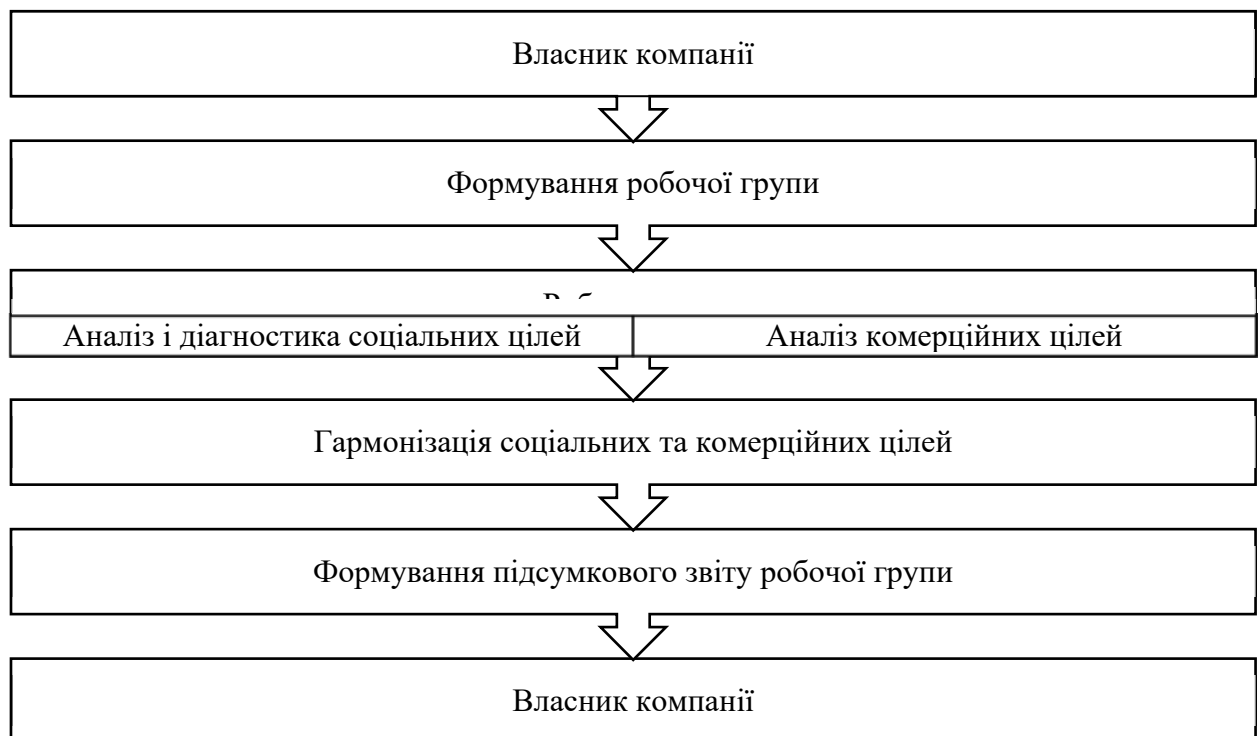 Власник компанії
Формування робочої групи
Аналіз і діагностика соціальних цілей
Аналіз комерційних цілей
Гармонізація соціальних та комерційних цілей
Формування підсумкового звіту робочої групи
Власник компанії